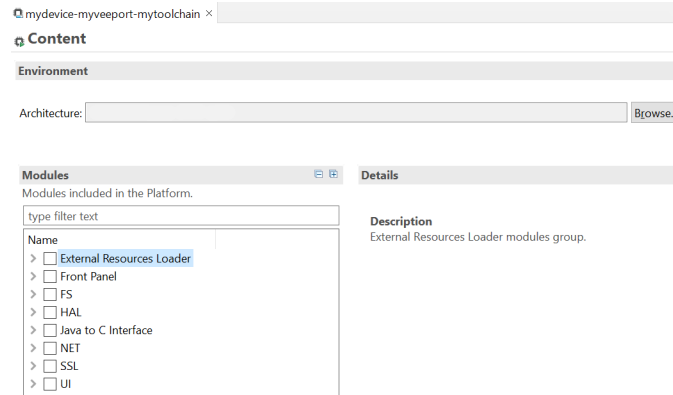 mydevice-myveeport-mytoolchain
Content
Environment
Architecture:
Browse.
Modules
Modules included in the Platform.
type filter text
Name
External Resources Loader
Front Panel
FS
HAL
Java to C Interface
NET
SSL
UI
Details
Description
External Resources Loader modules group.